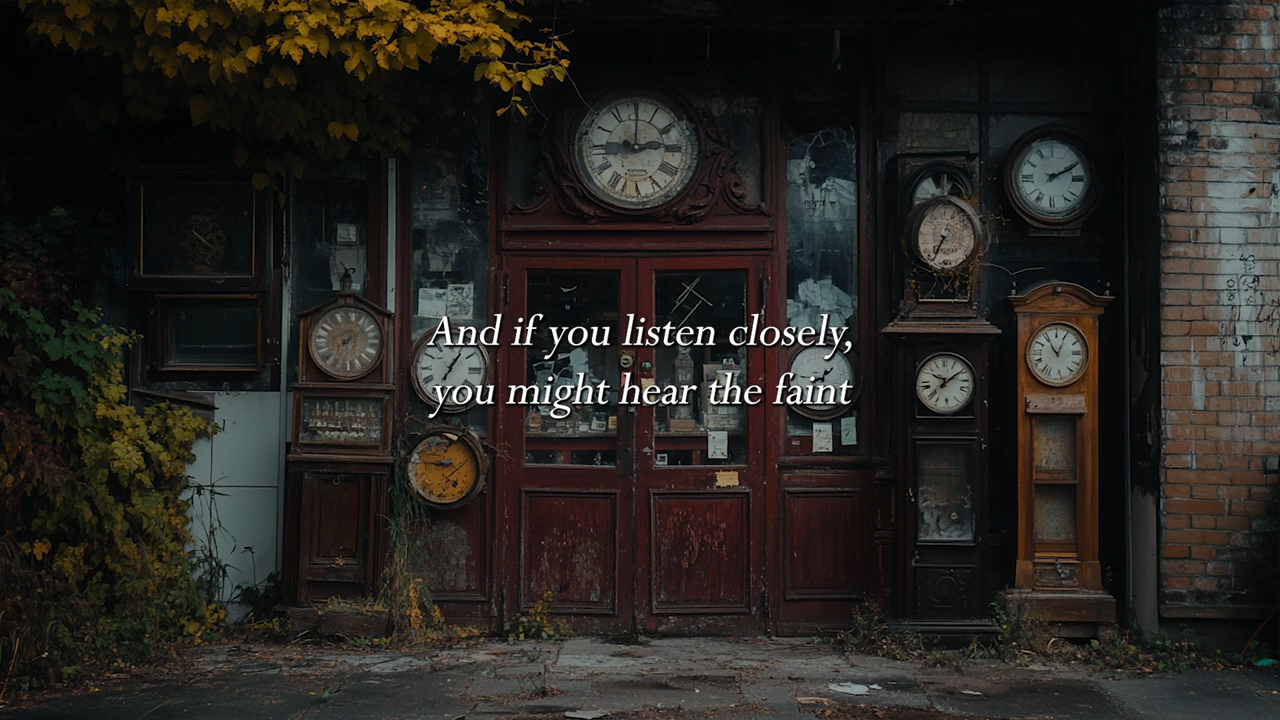 And if you listen closely,
you might hear the faint